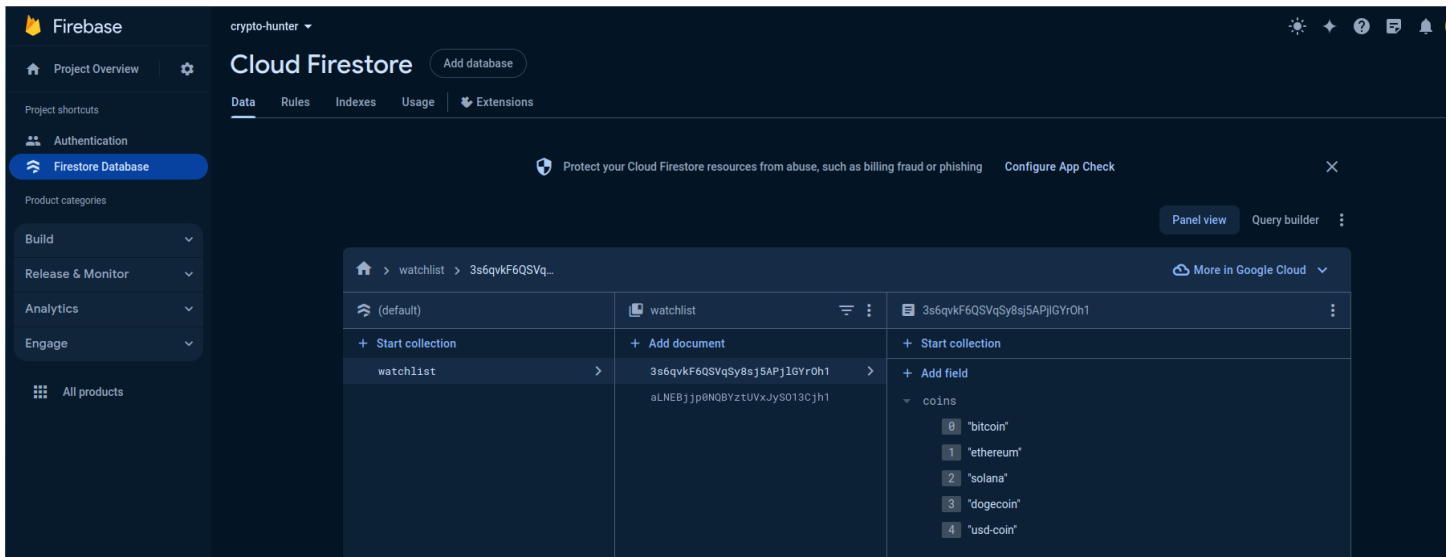 Firebase
crypto-hunter
Project Overview
Cloud Firestore
Add database
Data Rules Indexes Usage Extensions
Project shortcuts
Authentication
Firestore Database
Product categories
Build
Release & Monitor
Analytics
Engage
All products
Protect your Cloud Firestore resources from abuse, such as billing fraud or phishing Configure App Check
Panel view Query builder
watchlist > 3s6qvkF6QSVq...
More in Google Cloud
(default)
+ Start collection
watchlist
watchlist
+ Add document
3s6qvkF6QSVqSy8sj5APjlGYrOh1
aLNEBjjp0NQBYztUVxJySO13Cjh1
3s6qvkF6QSVqSy8sj5APjlGYrOh1
+ Start collection
+ Add field
coins
0 "bitcoin"
1 "ethereum"
2 "solana"
3 "dogecoin"
4 "usd-coin"